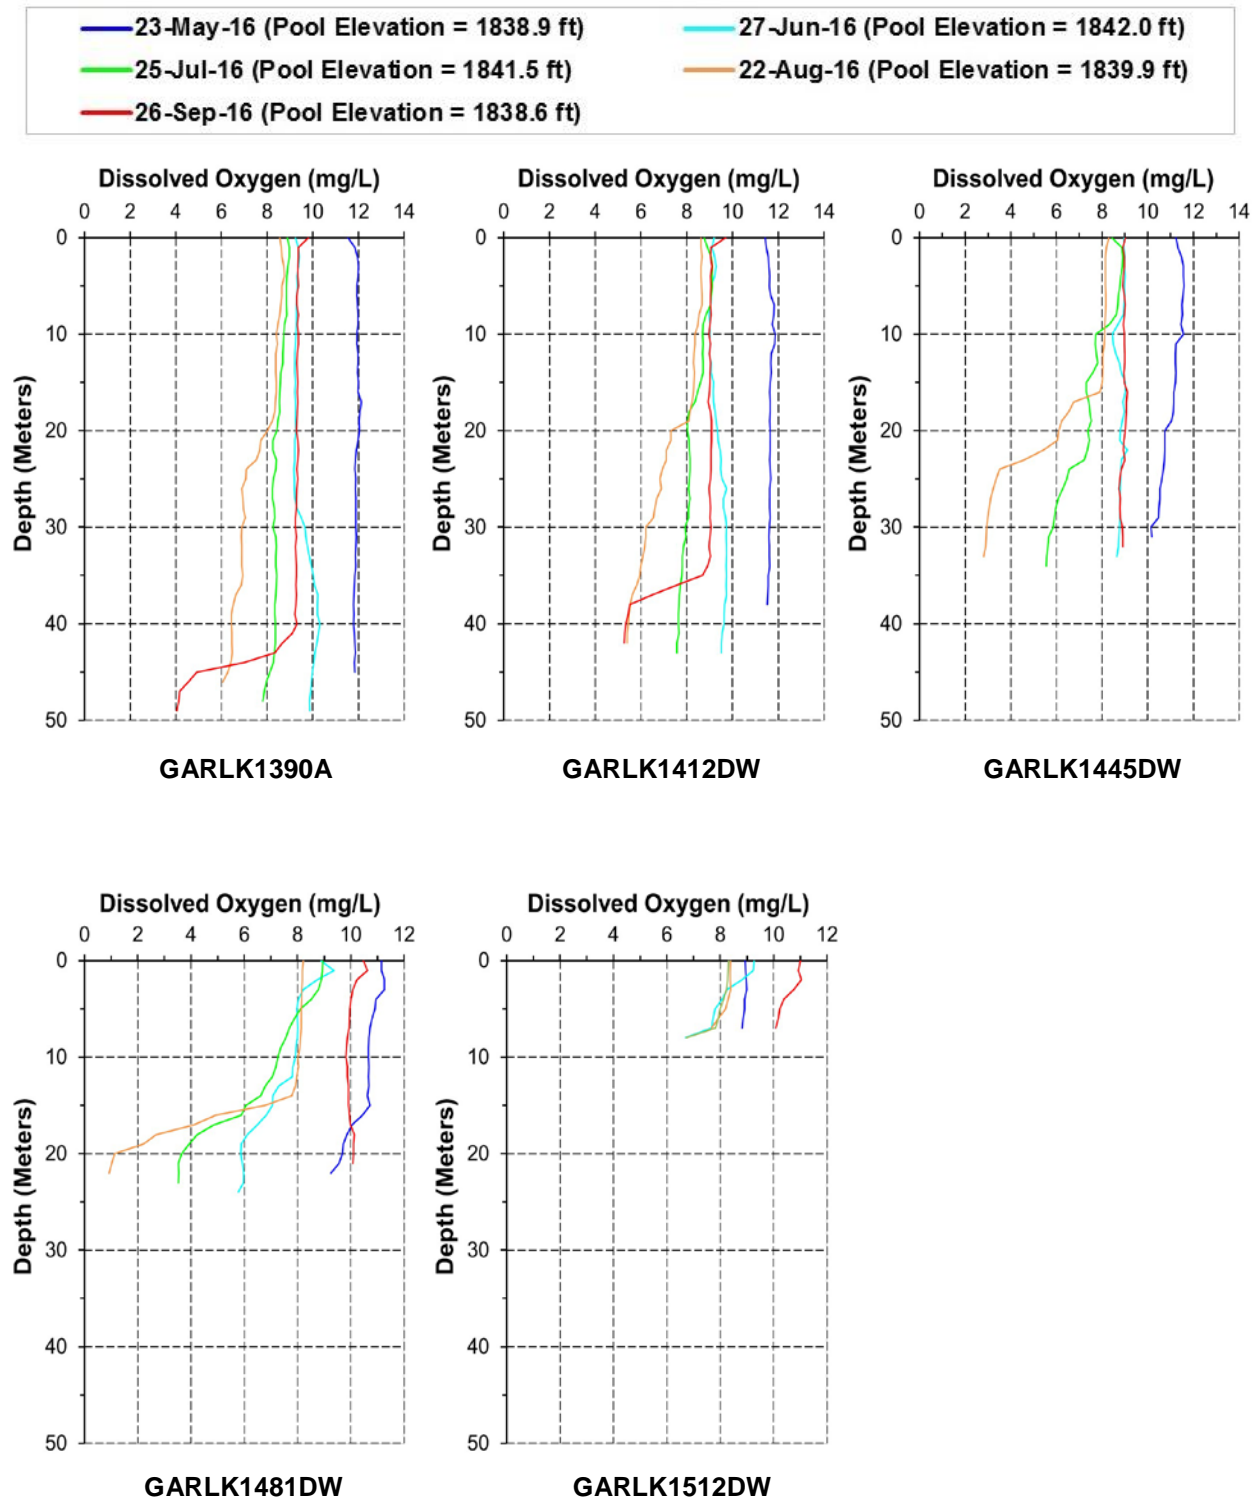 23-May-16 (Pool Elevation = 1838.9 ft) 27-Jun-16 (Pool Elevation = 1842.0 ft)
25-Jul-16 (Pool Elevation = 1841.5 ft) 22-Aug-16 (Pool Elevation = 1839.9 ft)
26-Sep-16 (Pool Elevation = 1838.6 ft)
Dissolved Oxygen (mg/L)
0 2 4 6 8 10 12 14
0
10
20
30
40
50
Depth (Meters)
GARLK1390A
Dissolved Oxygen (mg/L)
0 2 4 6 8 10 12 14
0
10
20
30
40
50
Depth (Meters)
GARLK1412DW
Dissolved Oxygen (mg/L)
0 2 4 6 8 10 12 14
0
10
20
30
40
50
Depth (Meters)
GARLK1445DW
Dissolved Oxygen (mg/L)
0 2 4 6 8 10 12
0
10
20
30
40
50
Depth (Meters)
GARLK1481DW
Dissolved Oxygen (mg/L)
0 2 4 6 8 10 12
0
10
20
30
40
50
Depth (Meters)
GARLK1512DW